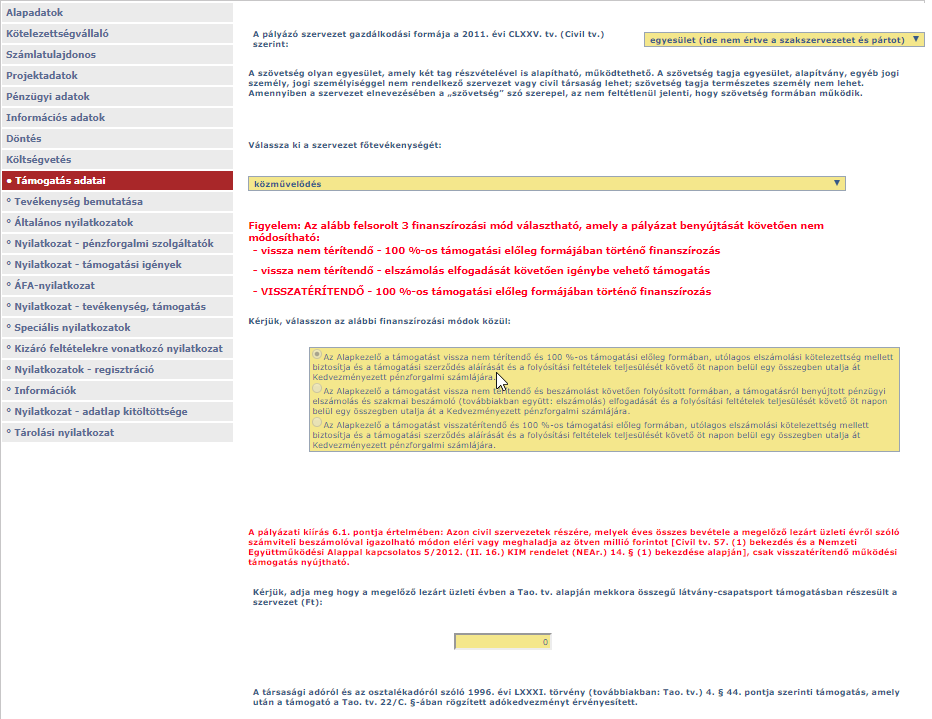 Alapadatok
Kötelezettségvállaló
Számlatulajdonos
Projektadatok
Pénzügyi adatok
Információs adatok
Döntés
Költségvetés
• Támogatás adatai
° Tevékenység bemutatása
° Általános nyilatkozatok
° Nyilatkozat - pénzforgalmi szolgáltatók
° Nyilatkozat - támogatási igények
° ÁFA-nyilatkozat
° Nyilatkozat - tevékenység, támogatás
° Speciális nyilatkozatok
° Kizáró feltételekre vonatkozó nyilatkozat
° Nyilatkozatok - regisztráció
° Információk
° Nyilatkozat - adatlap kitöltöttsége
° Tárolási nyilatkozat
A pályázó szervezet gazdálkodási formája a 2011. évi CLXXV. tv. (Civil tv.)
szerint:
egyesület (ide nem értve a szakszervezetet és pártot)
A szövetség olyan egyesület, amely két tag részvételével is alapítható, működtethető. A szövetség tagja egyesület, alapítvány, egyéb jogi
személy, jogi személyiséggel nem rendelkező szervezet vagy civil társaság lehet; szövetség tagja természetes személy nem lehet.
Amennyiben a szervezet elnevezésében a „szövetség” szó szerepel, az nem feltétlenül jelenti, hogy szövetség formában működik.
Válassza ki a szervezet főtevékenységét:
közművelődés
Figyelem: Az alább felsorolt 3 finanszírozási mód választható, amely a pályázat benyújtását követően nem
módosítható:
- vissza nem térítendő - 100 %-os támogatási előleg formájában történő finanszírozás
- vissza nem térítendő - elszámolás elfogadását követően igénybe vehető támogatás
- VISSZATÉRÍTENDŐ - 100 %-os támogatási előleg formájában történő finanszírozás
Kérjük, válasszon az alábbi finanszírozási módok közül:
Az Alapkezelő a támogatást vissza nem térítendő és 100 %-os támogatási előleg formában, utólagos elszámolási kötelezettség mellett
biztosítja és a támogatási szerződés aláírását és a folyósítási feltételek teljesülését követő öt napon belül egy összegben utalja át
Kedvezményezett pénzforgalmi számlájára.
Az Alapkezelő a támogatást vissza nem térítendő és beszámolást követően folyósított formában, a támogatásról benyújtott pénzügyi
elszámolás és szakmai beszámoló (továbbiakban együtt: elszámolás) elfogadását és a folyósítási feltételek teljesülését követő öt napon
belül egy összegben utalja át a Kedvezményezett pénzforgalmi számlájára.
Az Alapkezelő a támogatást visszatérítendő és 100 %-os támogatási előleg formában, utólagos elszámolási kötelezettség mellett
biztosítja és a támogatási szerződés aláírását és a folyósítási feltételek teljesülését követő öt napon belül egy összegben utalja át
Kedvezményezett pénzforgalmi számlájára.
A pályázati kiírás 6.1. pontja értelmében: Azon civil szervezetek részére, melyek éves összes bevétele a megelőző lezárt üzleti évről szóló
számviteli beszámolóval igazolható módon eléri vagy meghaladja az ötven millió forintot [Civil tv. 57. (1) bekezdés és a Nemzeti
Együttműködési Alappal kapcsolatos 5/2012. (II. 16.) KIM rendelet (NEAr.) 14. § (1) bekezdése alapján], csak visszatérítendő működési
támogatás nyújtható.
Kérjük, adja meg hogy a megelőző lezárt üzleti évben a Tao. tv. alapján mekkora összegű látvány-csapatsport támogatásban részesült a
szervezet (Ft):
0
A társasági adóról és az osztalékadóról szóló 1996. évi LXXXI. törvény (továbbiakban: Tao. tv.) 4. § 44. pontja szerinti támogatás, amely
után a támogató a Tao. tv. 22/C. §-ában rögzített adókedvezményt érvényesített.